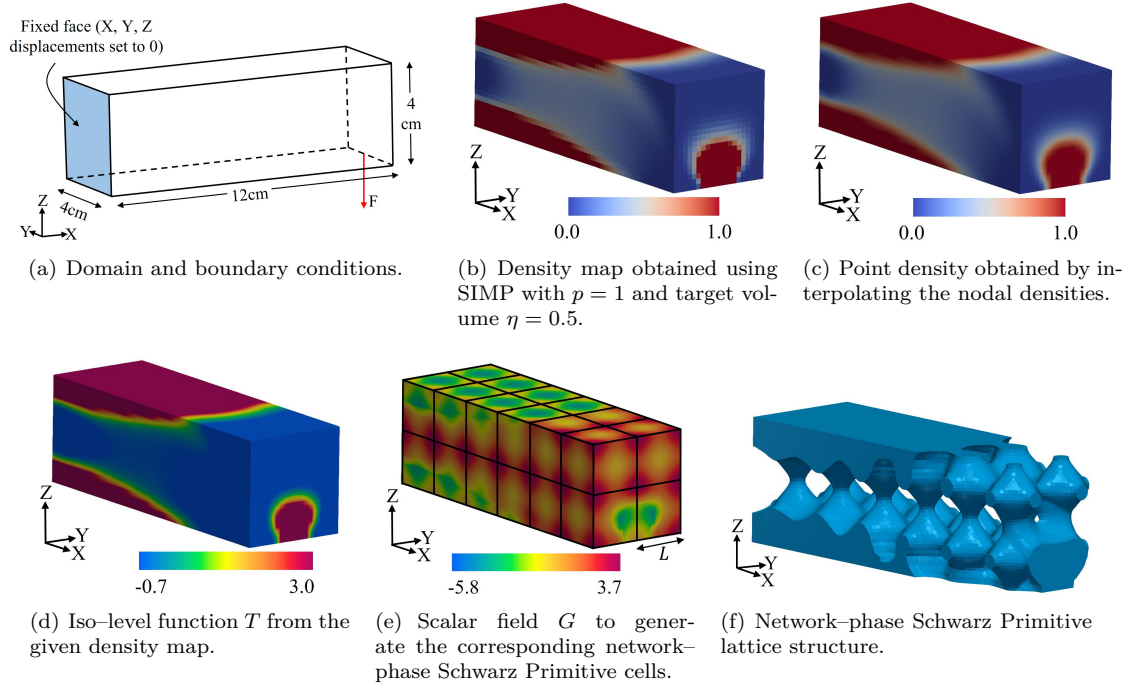 Fixed face (X, Y, Z
displacements set to 0)
4
cm
12cm
4cm
F
Z
Y
X
(a) Domain and boundary conditions.
Z
Y
X
0.0
1.0
(b) Density map obtained using
SIMP with p = 1 and target vol-
ume η = 0.5.
Z
Y
X
0.0
1.0
(c) Point density obtained by in-
terpolating the nodal densities.
Z
Y
X
-0.7
3.0
(d) Iso–level function T from the
given density map.
Z
Y
X
L
-5.8
3.7
(e) Scalar field G to gener-
ate the corresponding network–
phase Schwarz Primitive cells.
Z
Y
X
(f) Network–phase Schwarz Primitive
lattice structure.